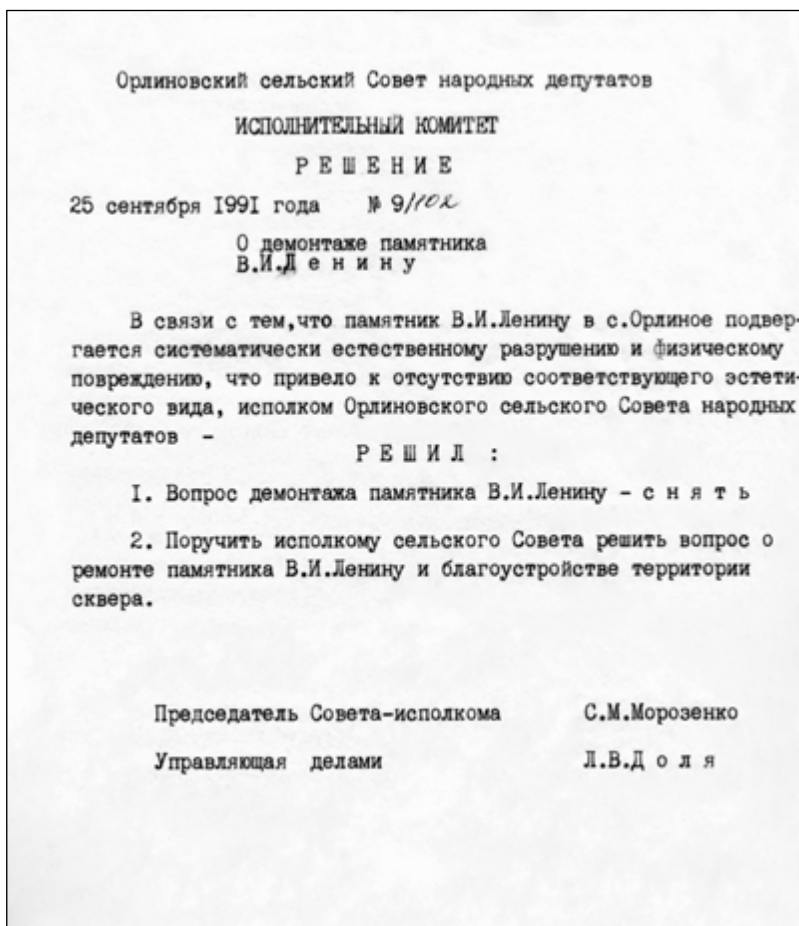 Орлиновский сельский Совет народных депутатов
ИСПОЛНИТЕЛЬНЫЙ КОМИТЕТ
Р Е Ш Е Н И Е
25 сентября I99I года № 9/102
О демонтаже памятника
В.И.Л е н и н у
В связи с тем,что памятник В.И.Ленину в с.Орлиное подвер-
гается систематически естественному разрушению и физическому
повреждению, что привело к отсутствию соответствующего эстети-
ческого вида, исполком Орлиновского сельского Совета народных
депутатов -
Р Е Ш И Л :
I. Вопрос демонтажа памятника В.И.Ленину - с н я т ь
2. Поручить исполкому сельского Совета решить вопрос о
ремонте памятника В.И.Ленину и благоустройстве территории
сквера.
Председатель Совета-исполкома С.М.Морозенко
Управляющая делами Л.В.Д о л я